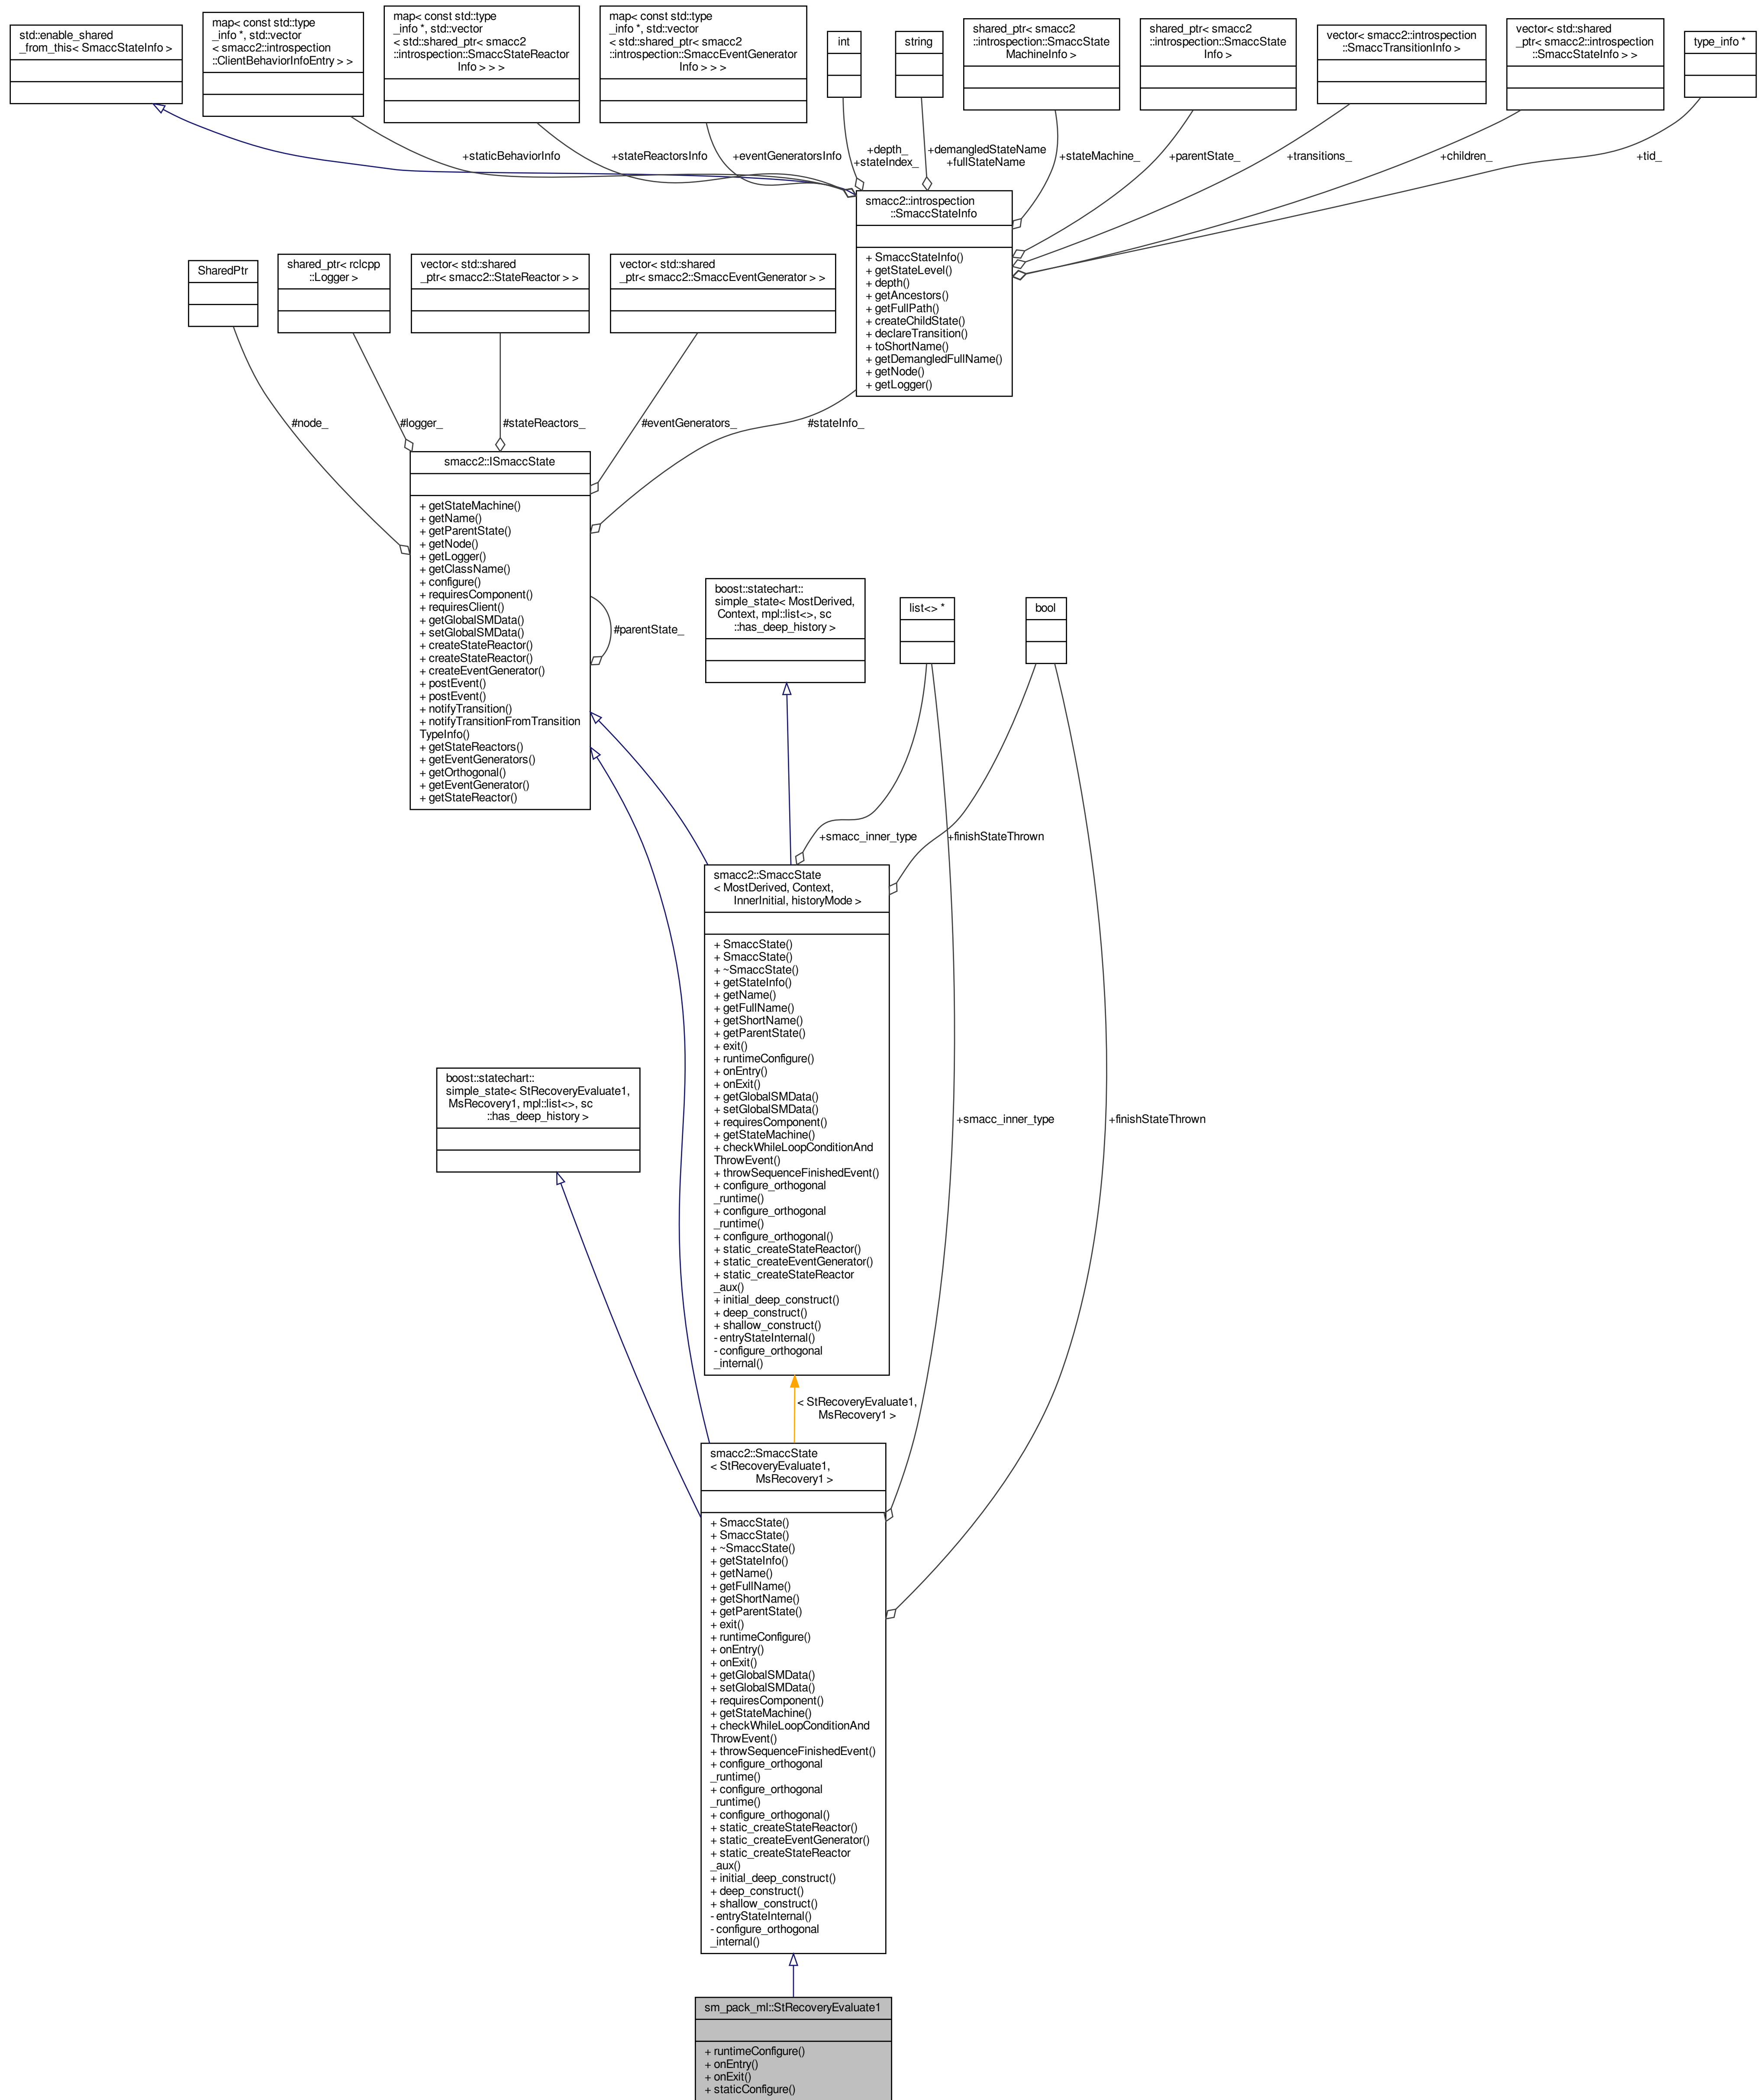 std::enable_shared
_from_this< SmaccStateInfo >
map< const std::type
_info *, std::vector
< smacc2::introspection
::ClientBehaviorInfoEntry > >
map< const std::type
_info *, std::vector
< std::shared_ptr< smacc2
::introspection::SmaccStateReactor
Info > > >
map< const std::type
_info *, std::vector
< std::shared_ptr< smacc2
::introspection::SmaccEventGenerator
Info > > >
int
string
shared_ptr< smacc2
::introspection::SmaccState
MachineInfo >
shared_ptr< smacc2
::introspection::SmaccState
Info >
vector< smacc2::introspection
::SmaccTransitionInfo >
vector< std::shared
_ptr< smacc2::introspection
::SmaccStateInfo > >
type_info *
+staticBehaviorInfo
+stateReactorsInfo
+eventGeneratorsInfo
+depth_
+stateIndex_
+demangledStateName
+fullStateName
+stateMachine_
+parentState_
+transitions_
+children_
+tid_
smacc2::introspection
::SmaccStateInfo
+ SmaccStateInfo()
+ getStateLevel()
+ depth()
+ getAncestors()
+ getFullPath()
+ createChildState()
+ declareTransition()
+ toShortName()
+ getDemangledFullName()
+ getNode()
+ getLogger()
SharedPtr
shared_ptr< rclcpp
::Logger >
vector< std::shared
_ptr< smacc2::StateReactor > >
vector< std::shared
_ptr< smacc2::SmaccEventGenerator > >
#node_
#logger_
#stateReactors_
#eventGenerators_
#stateInfo_
smacc2::ISmaccState
+ getStateMachine()
+ getName()
+ getParentState()
+ getNode()
+ getLogger()
+ getClassName()
+ configure()
+ requiresComponent()
+ requiresClient()
+ getGlobalSMData()
+ setGlobalSMData()
+ createStateReactor()
+ createStateReactor()
+ createEventGenerator()
+ postEvent()
+ postEvent()
+ notifyTransition()
+ notifyTransitionFromTransition
TypeInfo()
+ getStateReactors()
+ getEventGenerators()
+ getOrthogonal()
+ getEventGenerator()
+ getStateReactor()
#parentState_
boost::statechart::
simple_state< MostDerived,
Context, mpl::list<>, sc
::has_deep_history >
list<> *
bool
+smacc_inner_type
+finishStateThrown
smacc2::SmaccState
< MostDerived, Context,
InnerInitial, historyMode >
+ SmaccState()
+ SmaccState()
+ ~SmaccState()
+ getStateInfo()
+ getName()
+ getFullName()
+ getShortName()
+ getParentState()
+ exit()
+ runtimeConfigure()
+ onEntry()
+ onExit()
+ getGlobalSMData()
+ setGlobalSMData()
+ requiresComponent()
+ getStateMachine()
+ checkWhileLoopConditionAnd
ThrowEvent()
+ throwSequenceFinishedEvent()
+ configure_orthogonal
_runtime()
+ configure_orthogonal
_runtime()
+ configure_orthogonal()
+ static_createStateReactor()
+ static_createEventGenerator()
+ static_createStateReactor
_aux()
+ initial_deep_construct()
+ deep_construct()
+ shallow_construct()
- entryStateInternal()
- configure_orthogonal
_internal()
boost::statechart::
simple_state< StRecoveryEvaluate1,
MsRecovery1, mpl::list<>, sc
::has_deep_history >
+smacc_inner_type
+finishStateThrown
< StRecoveryEvaluate1,
MsRecovery1 >
smacc2::SmaccState
< StRecoveryEvaluate1,
MsRecovery1 >
+ SmaccState()
+ SmaccState()
+ ~SmaccState()
+ getStateInfo()
+ getName()
+ getFullName()
+ getShortName()
+ getParentState()
+ exit()
+ runtimeConfigure()
+ onEntry()
+ onExit()
+ getGlobalSMData()
+ setGlobalSMData()
+ requiresComponent()
+ getStateMachine()
+ checkWhileLoopConditionAnd
ThrowEvent()
+ throwSequenceFinishedEvent()
+ configure_orthogonal
_runtime()
+ configure_orthogonal
_runtime()
+ configure_orthogonal()
+ static_createStateReactor()
+ static_createEventGenerator()
+ static_createStateReactor
_aux()
+ initial_deep_construct()
+ deep_construct()
+ shallow_construct()
- entryStateInternal()
- configure_orthogonal
_internal()
sm_pack_ml::StRecoveryEvaluate1
+ runtimeConfigure()
+ onEntry()
+ onExit()
+ staticConfigure()